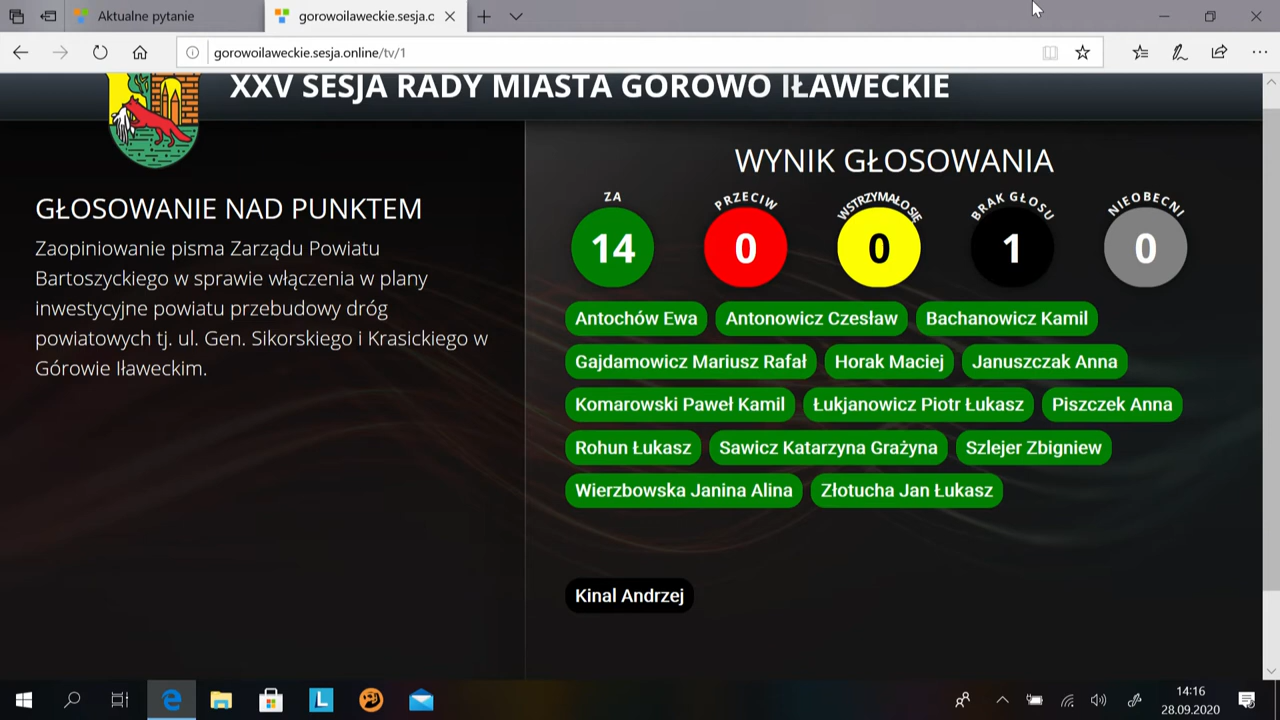 Aktualne pytanie
gorowoilaweckie.sesja.o
gorowoilaweckie.sesja.online/tv/1
XXV SESJA RADY MIASTA GOROWO IŁAWECKIE
GŁOSOWANIE NAD PUNKTEM
Zaopiniowanie pisma Zarządu Powiatu
Bartoszyckiego w sprawie włączenia w plany
inwestycyjne powiatu przebudowy dróg
powiatowych tj. ul. Gen. Sikorskiego i Krasickiego w
Górowie Iławeckim.
WYNIK GŁOSOWANIA
ZA PRZECIW WSTRZYMAŁO SIĘ BRAK GŁOSU NIEOBECNI
14 0 0 1 0
Antochów Ewa Antonowicz Czesław Bachanowicz Kamil
Gajdamowicz Mariusz Rafał Horak Maciej Januszczak Anna
Komarowski Paweł Kamil Łukjanowicz Piotr Łukasz Piszczek Anna
Rohun Łukasz Sawicz Katarzyna Grażyna Szlejer Zbigniew
Wierzbowska Janina Alina Złotucha Jan Łukasz
Kinal Andrzej
L
14:16
28.09.2020